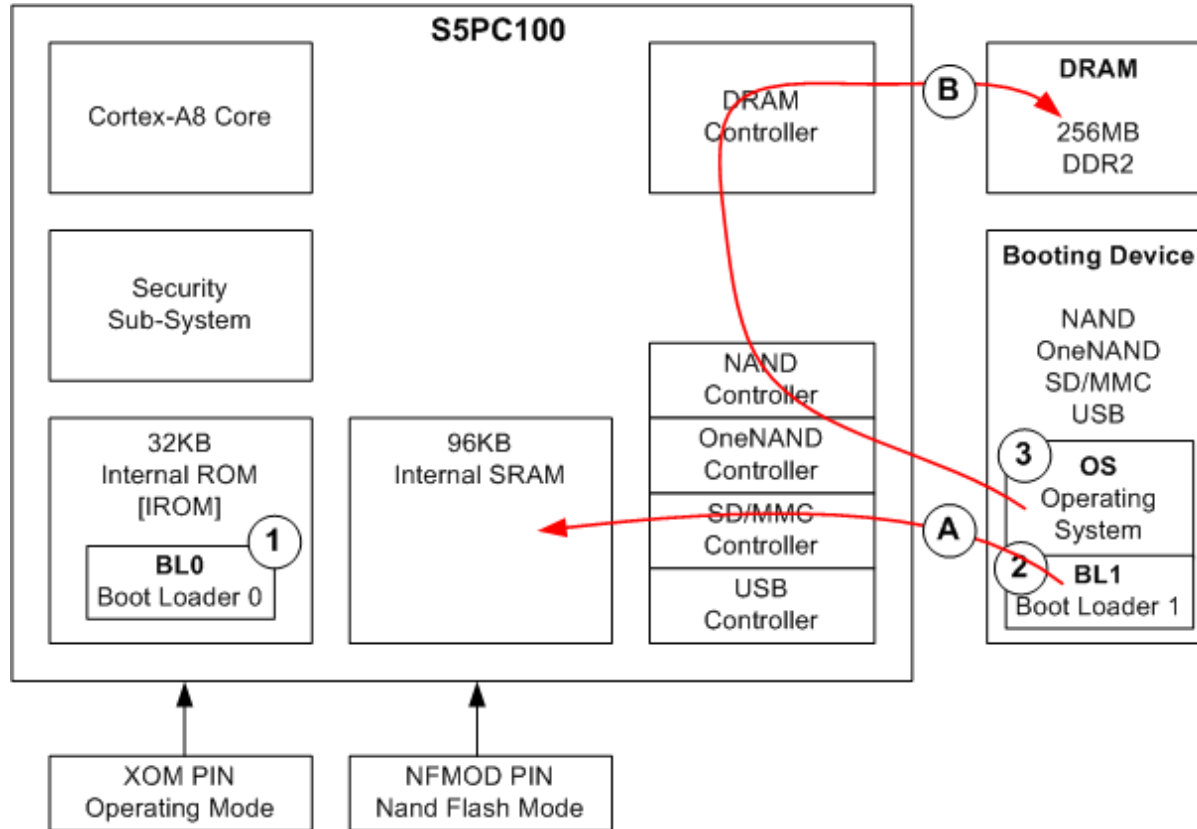 S5PC100
Cortex-A8 Core
DRAM
Controller
B
DRAM
256MB
DDR2
Security
Sub-System
Booting Device
NAND
OneNAND
SD/MMC
USB
NAND
Controller
OneNAND
Controller
SD/MMC
Controller
USB
Controller
32KB
Internal ROM
[IROM]
1
BL0
Boot Loader 0
96KB
Internal SRAM
A
3
OS
Operating
System
2
BL1
Boot Loader 1
XOM PIN
Operating Mode
NFMOD PIN
Nand Flash Mode